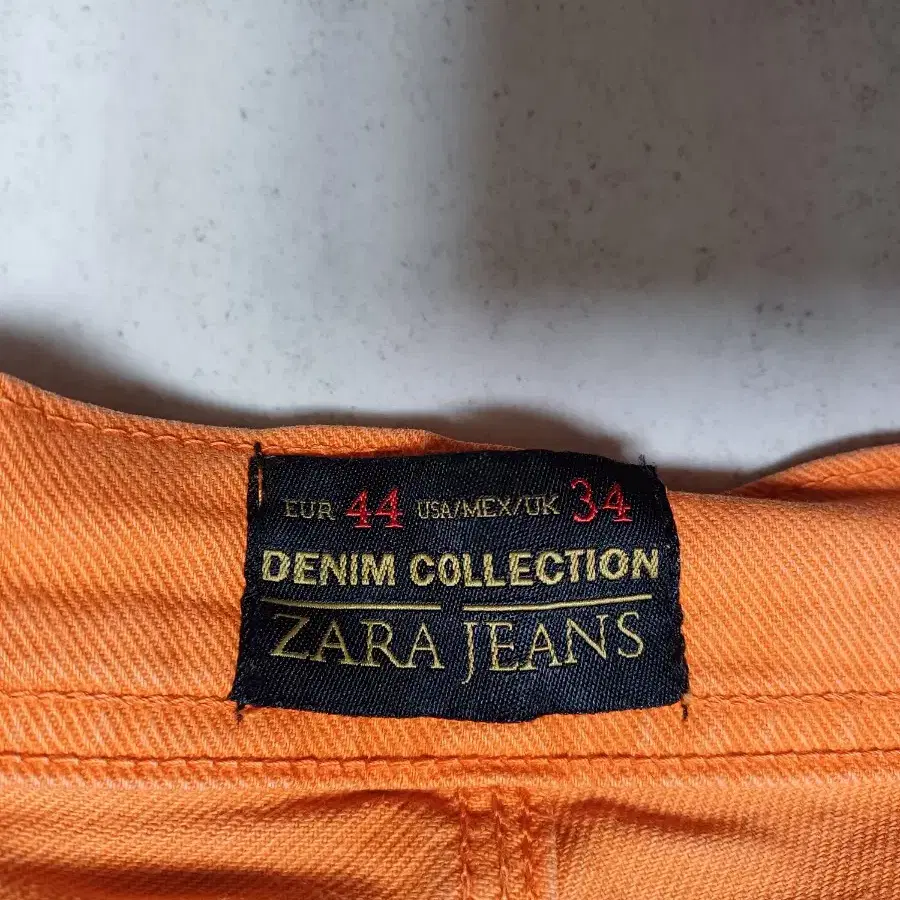 EUR 44 USA/MEX/UK 34
DENIM COLLECTION
ZARA JEANS